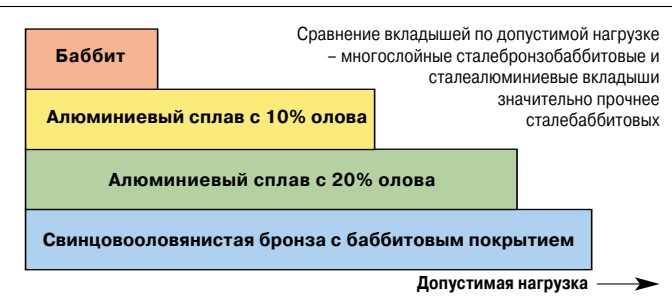 Сравнение вкладышей по допустимой нагрузке
– многослойные сталебронзобаббитовые и
сталеалюминиевые вкладыши
значительно прочнее
сталебаббитовых
Баббит
Алюминиевый сплав с 10% олова
Алюминиевый сплав с 20% олова
Свинцовооловянистая бронза с баббитовым покрытием
Допустимая нагрузка